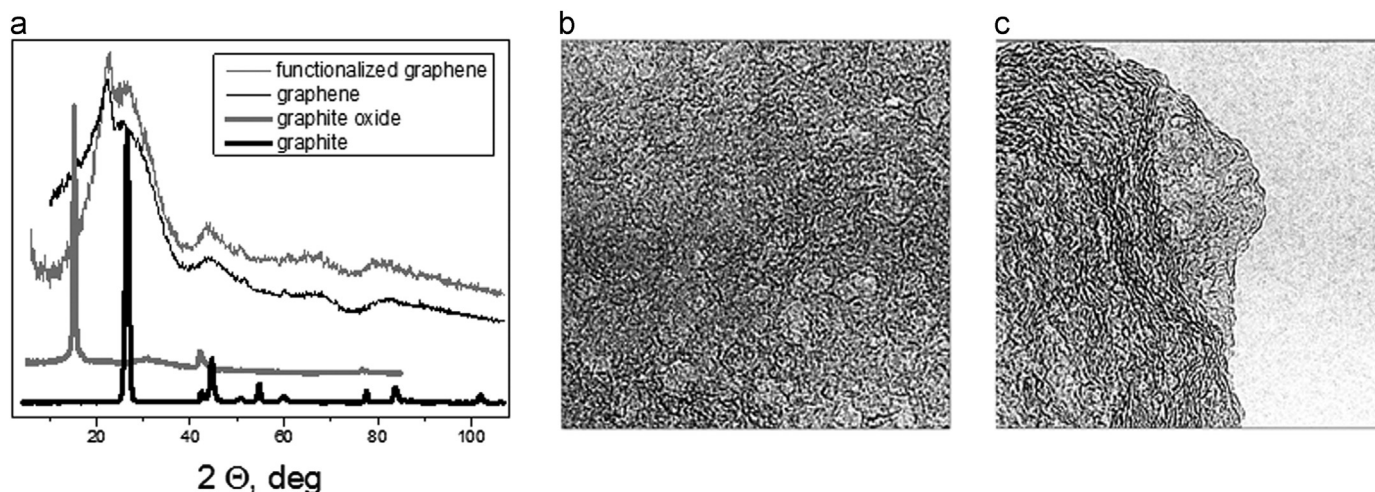 a
b
c
functionalized graphene
graphene
graphite oxide
graphite
20 40 60 80 100
2 Θ, deg